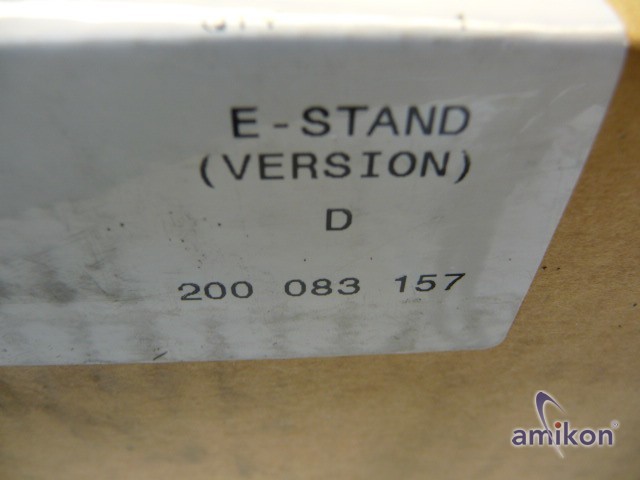 E-STAND
(VERSION)
D
200 083 157
amikon®